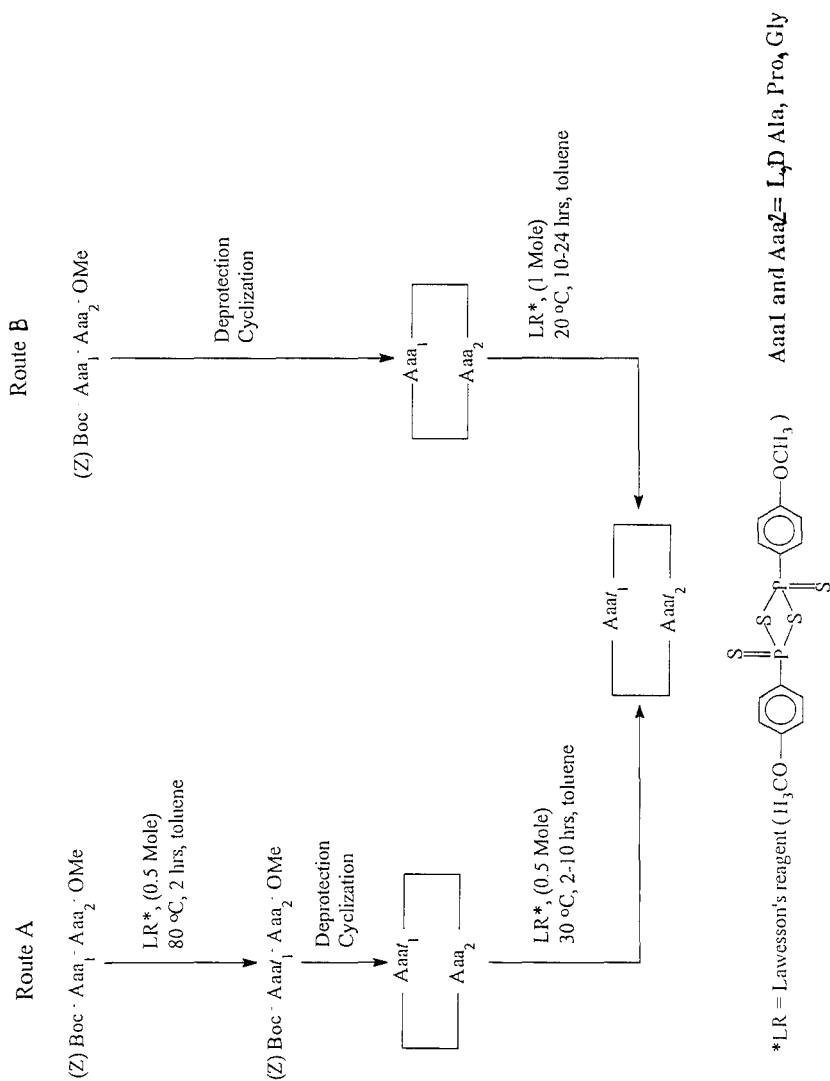 Route A
(Z) Boc - Aaa1 - Aaa2 - OMe
LR*, (0.5 Mole)
80 °C, 2 hrs, toluene
(Z) Boc - Aaat1 - Aaa2 - OMe
Deprotection
Cyclization
Aaat1
Aaa2
LR*, (0.5 Mole)
30 °C, 2-10 hrs, toluene
Aaat1
Aaat2
Route B
(Z) Boc - Aaa1 - Aaa2 - OMe
Deprotection
Cyclization
Aaa1
Aaa2
LR*, (1 Mole)
20 °C, 10-24 hrs, toluene
*LR = Lawesson's reagent ( H3CO P S S S P S OCH3 )
Aaa1 and Aaa2= L,D Ala, Pro, Gly